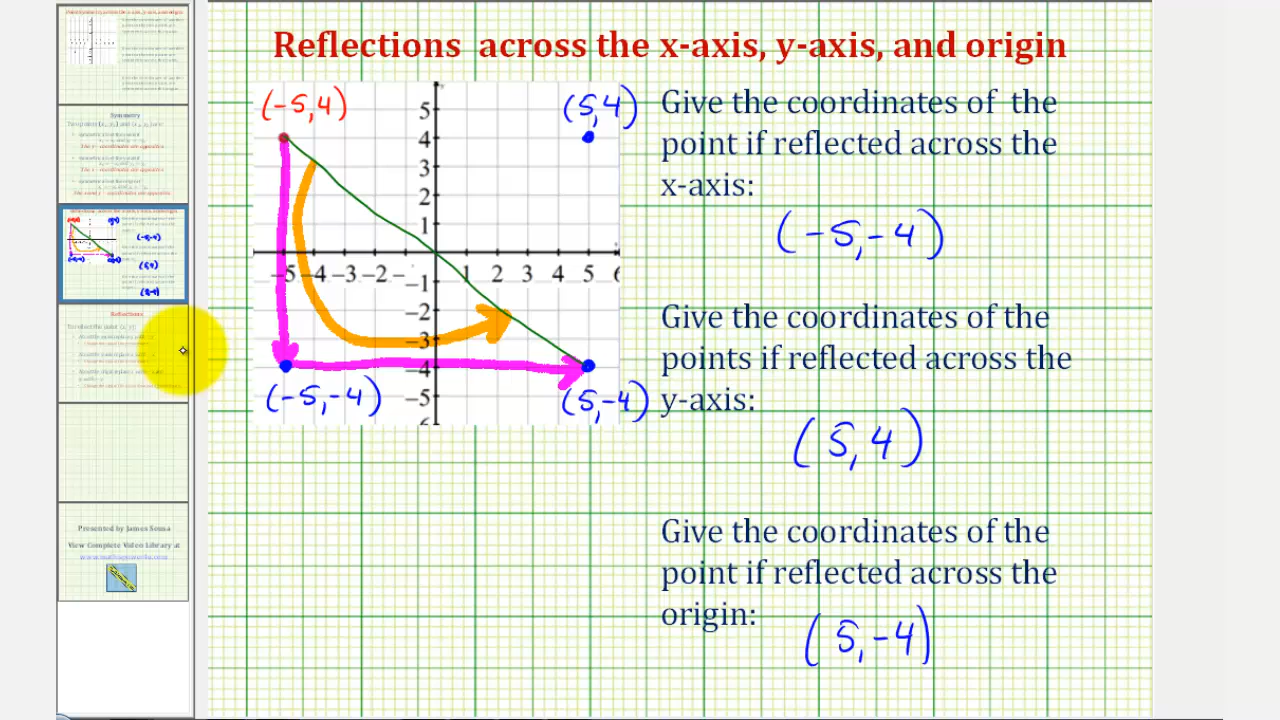 Reflections across the x-axis, y-axis, and origin
(-5,4)
(5,4)
5
4
3
2
1
-5 -4 -3 -2 - 1 2 3 4 5 6
-1
-2
-3
-4
-5
6
(-5,-4)
(5,-4)
Give the coordinates of the
point if reflected across the
x-axis:
(-5,-4)
Give the coordinates of the
points if reflected across the
y-axis:
(5,4)
Give the coordinates of the
point if reflected across the
origin:
(5,-4)
Symmetry
Reflections
Presented by James Sousa
View Complete Video Library at